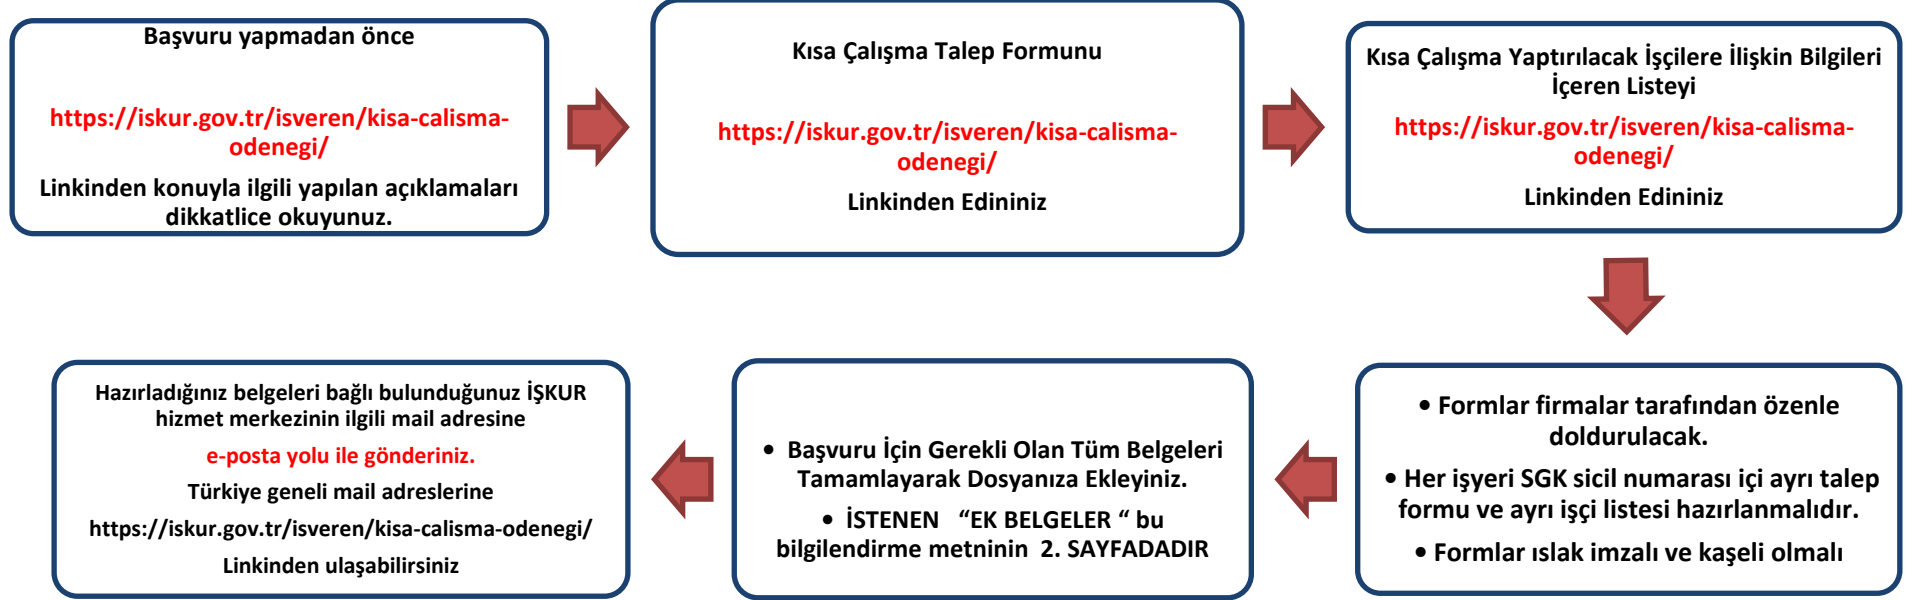 Başvuru yapmadan önce
https://iskur.gov.tr/isveren/kisa-calisma-
odenegi/
Linkinden konuyla ilgili yapılan açıklamaları
dikkatlice okuyunuz.
Kısa Çalışma Talep Formunu
https://iskur.gov.tr/isveren/kisa-calisma-
odenegi/
Linkinden Edininiz
Kısa Çalışma Yaptırılacak İşçilere İlişkin Bilgileri
İçeren Listeyi
https://iskur.gov.tr/isveren/kisa-calisma-
odenegi/
Linkinden Edininiz
• Formlar firmalar tarafından özenle
doldurulacak.
• Her işyeri SGK sicil numarası içi ayrı talep
formu ve ayrı işçi listesi hazırlanmalıdır.
• Formlar ıslak imzalı ve kaşeli olmalı
• Başvuru İçin Gerekli Olan Tüm Belgeleri
Tamamlayarak Dosyanıza Ekleyiniz.
• İSTENEN “EK BELGELER “ bu
bilgilendirme metninin 2. SAYFADADIR
Hazırladığınız belgeleri bağlı bulunduğunuz İŞKUR
hizmet merkezinin ilgili mail adresine
e-posta yolu ile gönderiniz.
Türkiye geneli mail adreslerine
https://iskur.gov.tr/isveren/kisa-calisma-odenegi/
Linkinden ulaşabilirsiniz